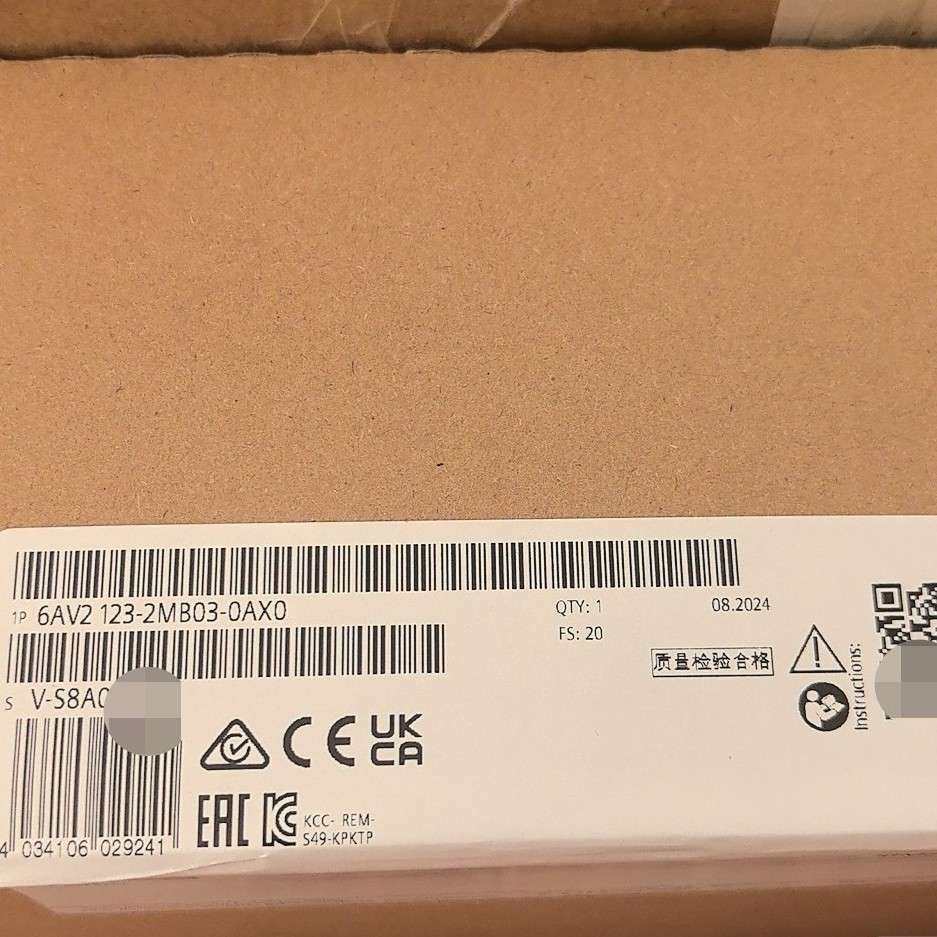 1P 6AV2 123-2MB03-0AX0
QTY: 1
08.2024
FS: 20
质量检验合格
S V-S8A0
Instructions:
CE
UK
CA
EAC
KC
KCC- REM-
S49-KPKTP
4 034106 029241